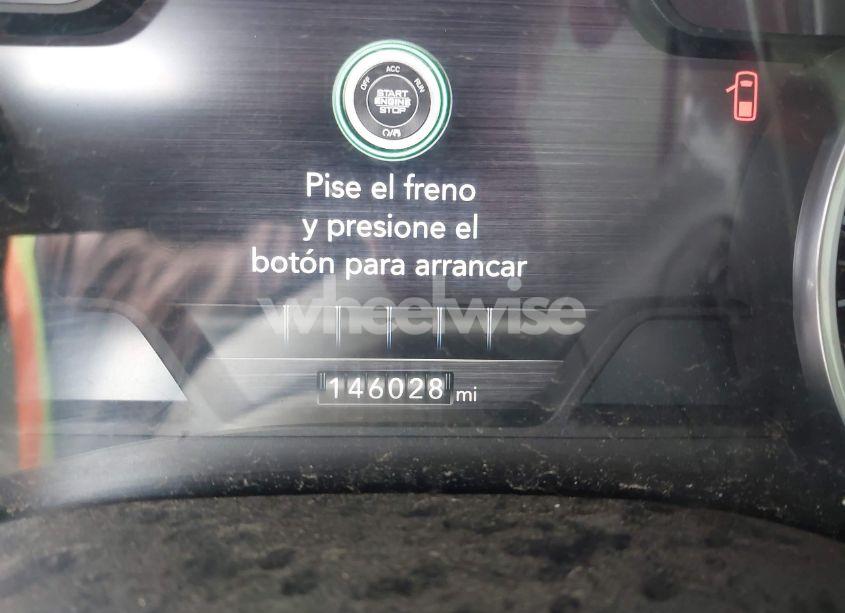 OFF ACC RUN
START
ENGINE
STOP
Pise el freno
y presione el
botón para arrancar
wheelwise
146028 mi